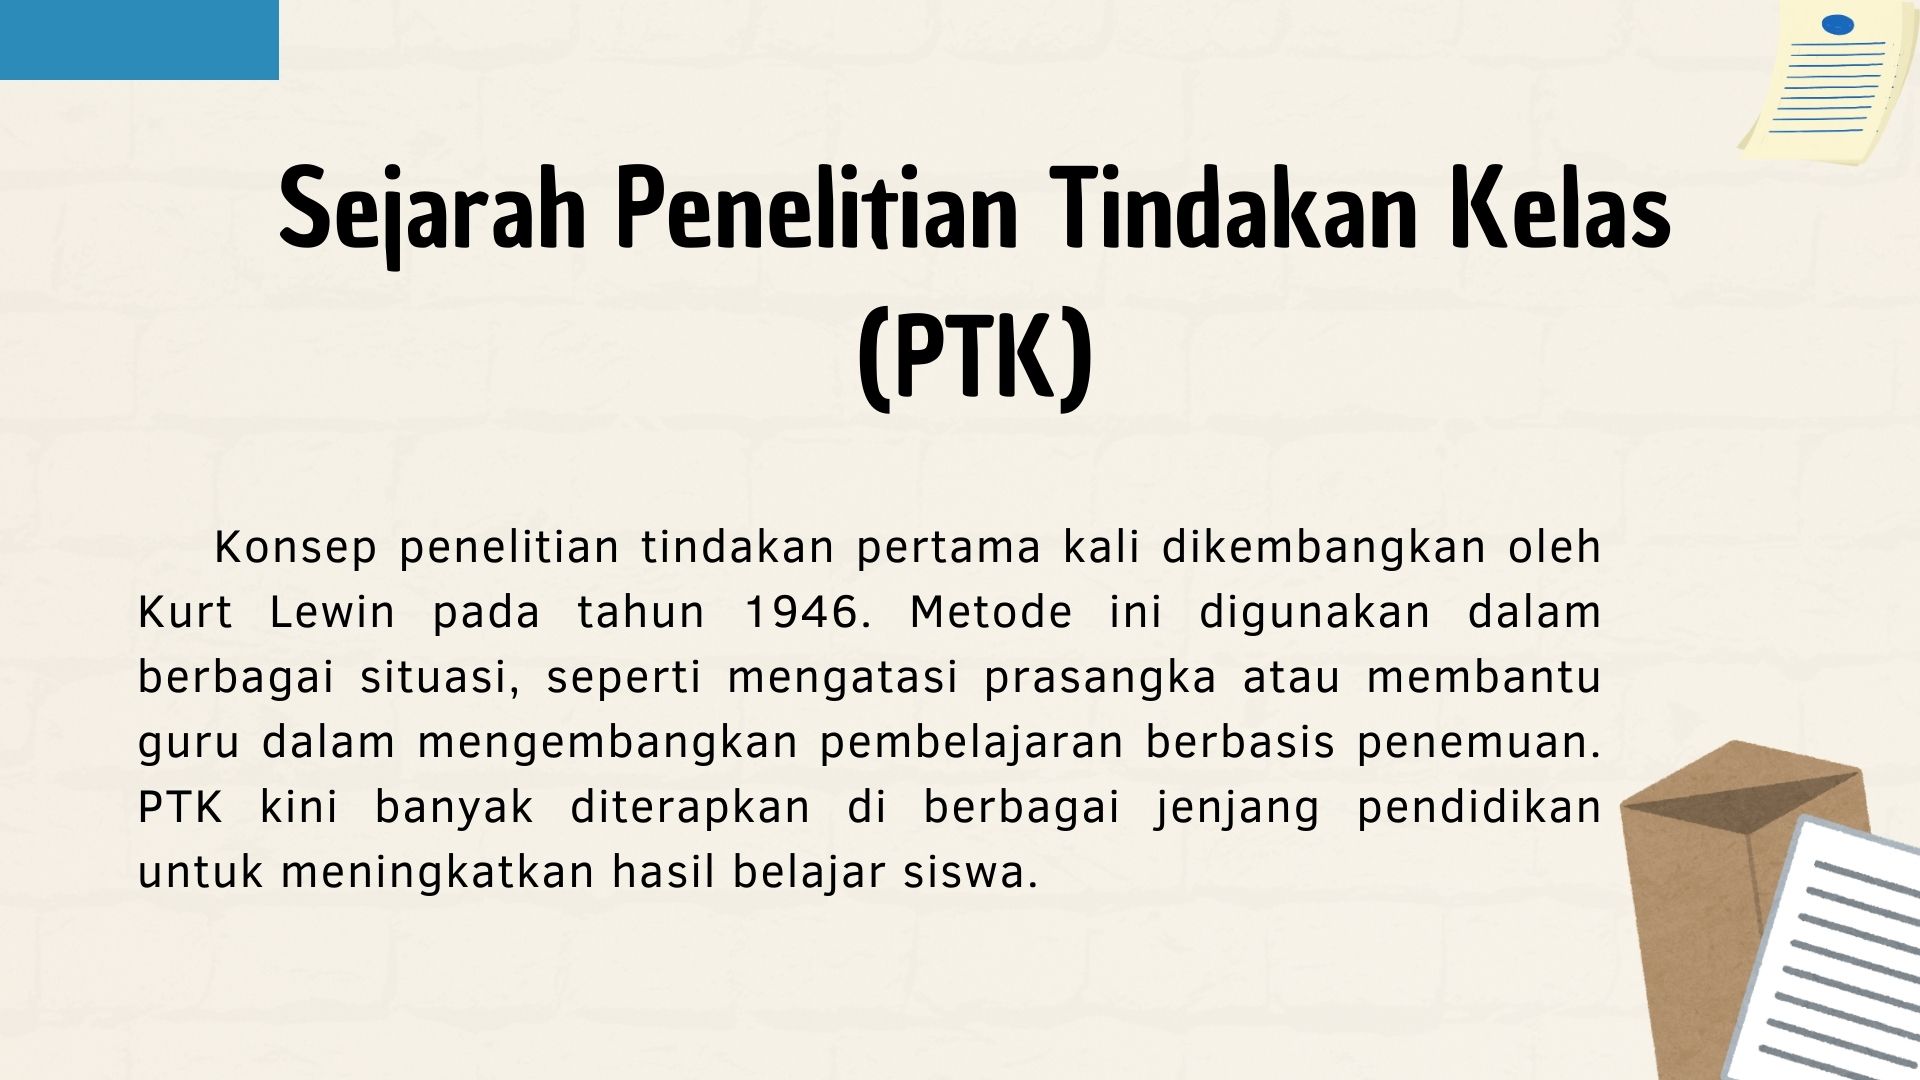 Sejarah Penelitian Tindakan Kelas
(PTK)
Konsep penelitian tindakan pertama kali dikembangkan oleh
Kurt Lewin pada tahun 1946. Metode ini digunakan dalam
berbagai situasi, seperti mengatasi prasangka atau membantu
guru dalam mengembangkan pembelajaran berbasis penemuan.
PTK kini banyak diterapkan di berbagai jenjang pendidikan
untuk meningkatkan hasil belajar siswa.